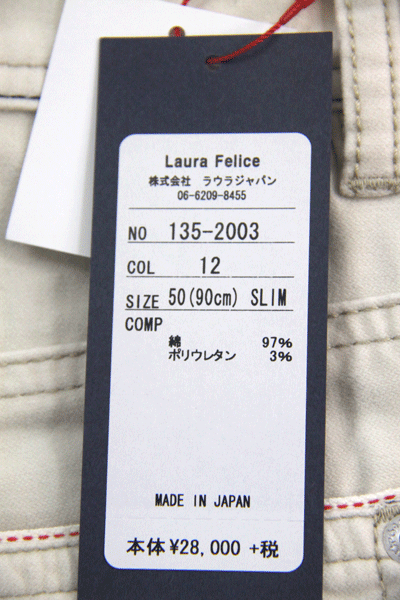 Laura Felice
株式会社 ラウラジャパン
06-6209-8455
NO 135-2003
COL 12
SIZE 50(90cm) SLIM
COMP
綿 97%
ポリウレタン 3%
MADE IN JAPAN
本体 ¥28,000 +税